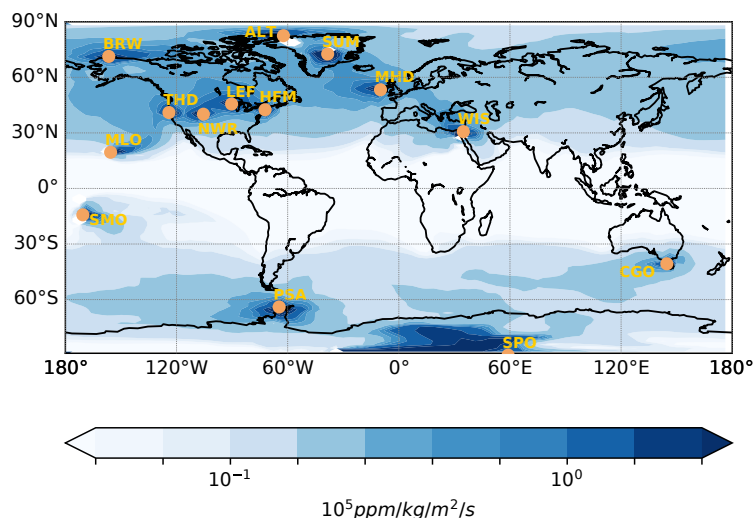 90°N
ALT
BRW
SUM
60°N
MHD
LEF
THD
HFM
NWR
30°N
WIS
MLO
0°
SMO
30°S
CGO
60°S
PSA
SPO
180° 120°W 60°W 0° 60°E 120°E 180°
10⁻¹ 10⁰
10⁵ppm/kg/m²/s